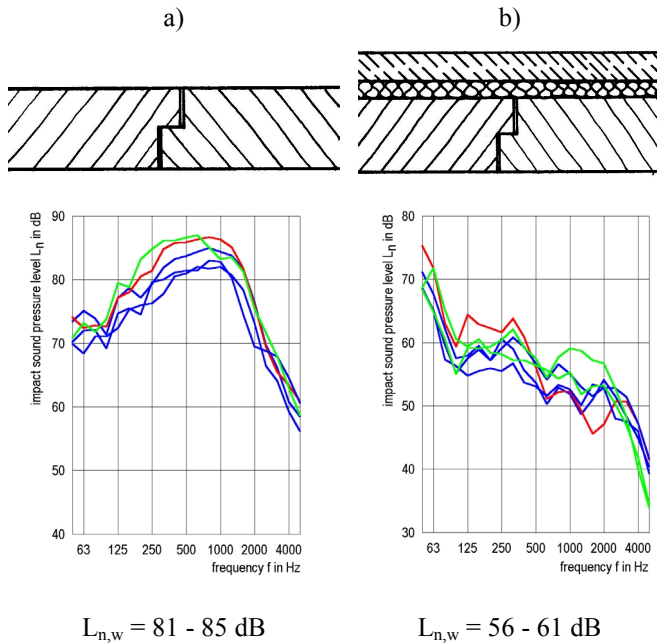 a)
b)
impact sound pressure level Ln in dB
90
80
70
60
50
40
63 125 250 500 1000 2000 4000
frequency f in Hz
impact sound pressure level Ln in dB
80
70
60
50
40
30
63 125 250 500 1000 2000 4000
frequency f in Hz
Ln,w = 81 - 85 dB
Ln,w = 56 - 61 dB